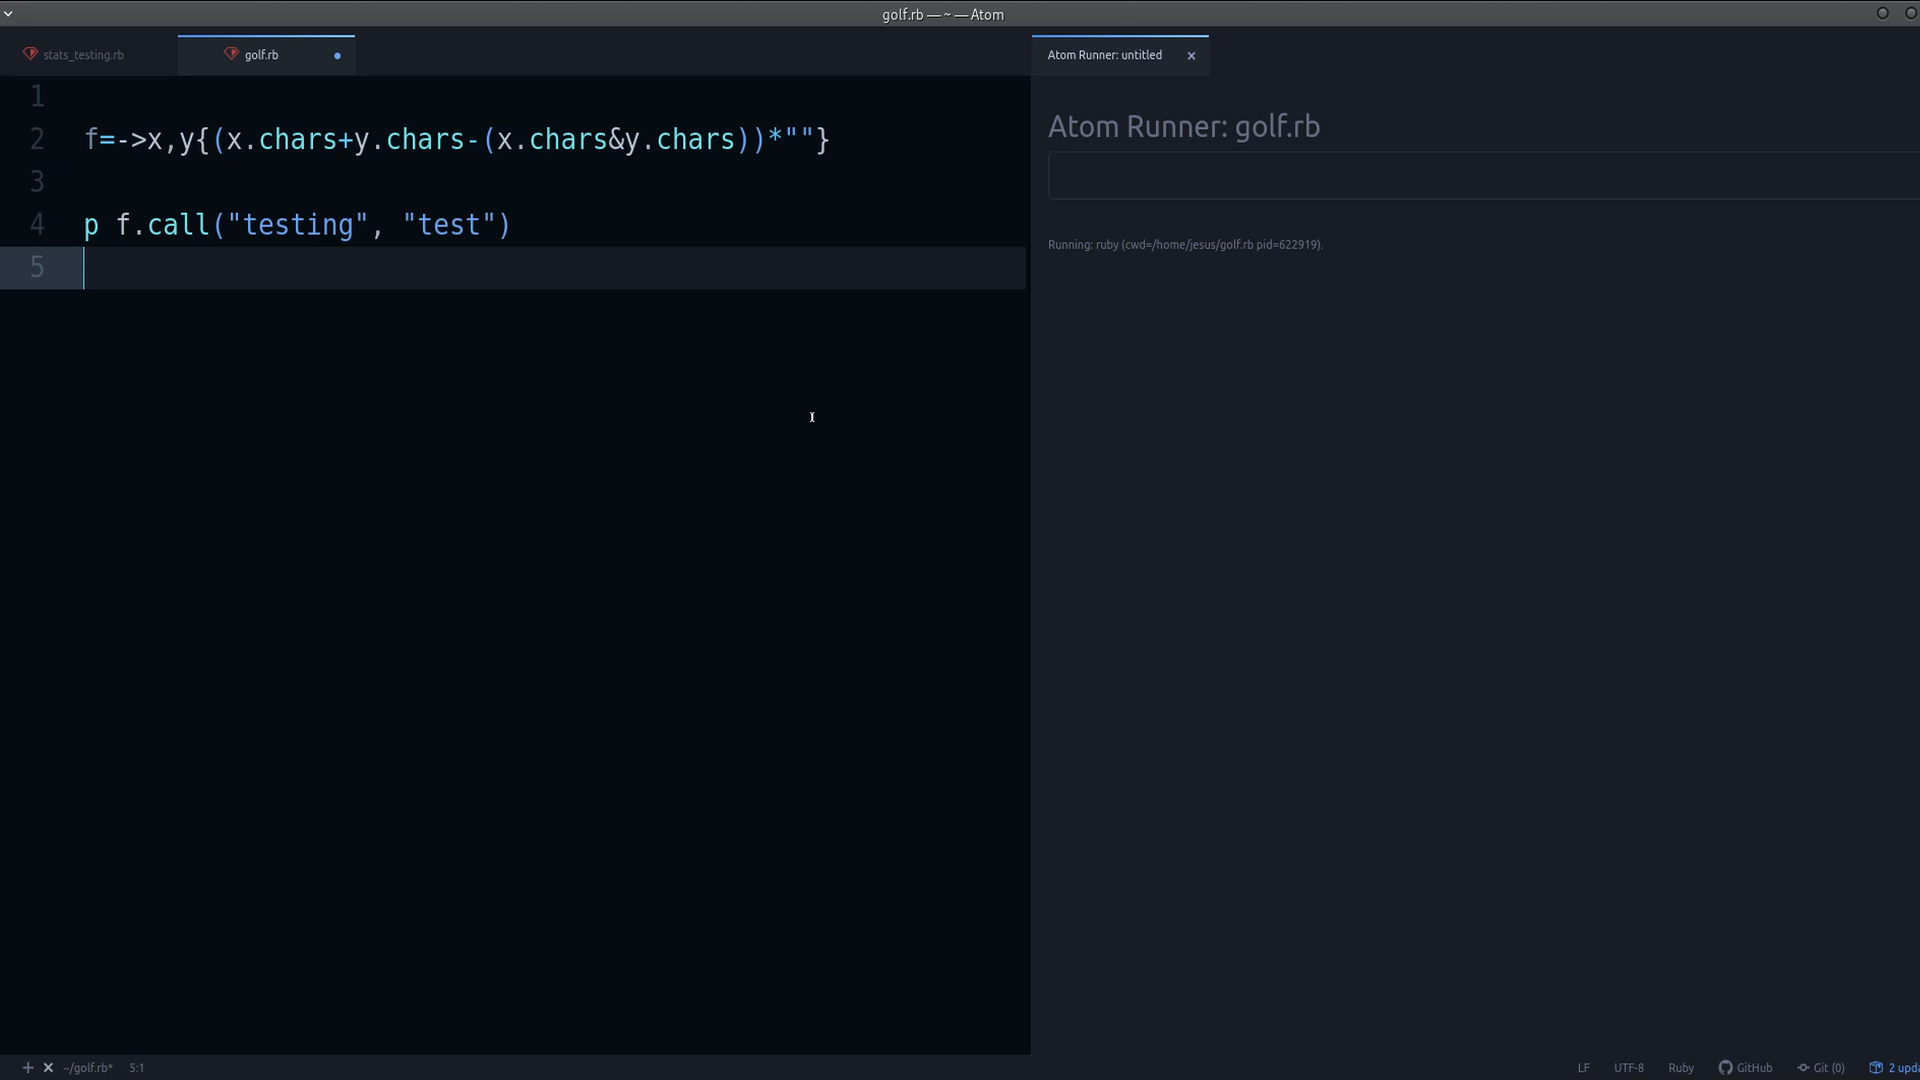 golf.rb — ~ — Atom
stats_testing.rb
golf.rb
Atom Runner: untitled
1
2 f=->x,y{(x.chars+y.chars-(x.chars&y.chars))*""}
3
4 p f.call("testing", "test")
5
Atom Runner: golf.rb
Running: ruby (cwd=/home/jesus/golf.rb pid=622919).
~/golf.rb* 5:1
LF UTF-8 Ruby GitHub Git (0) 2 upda